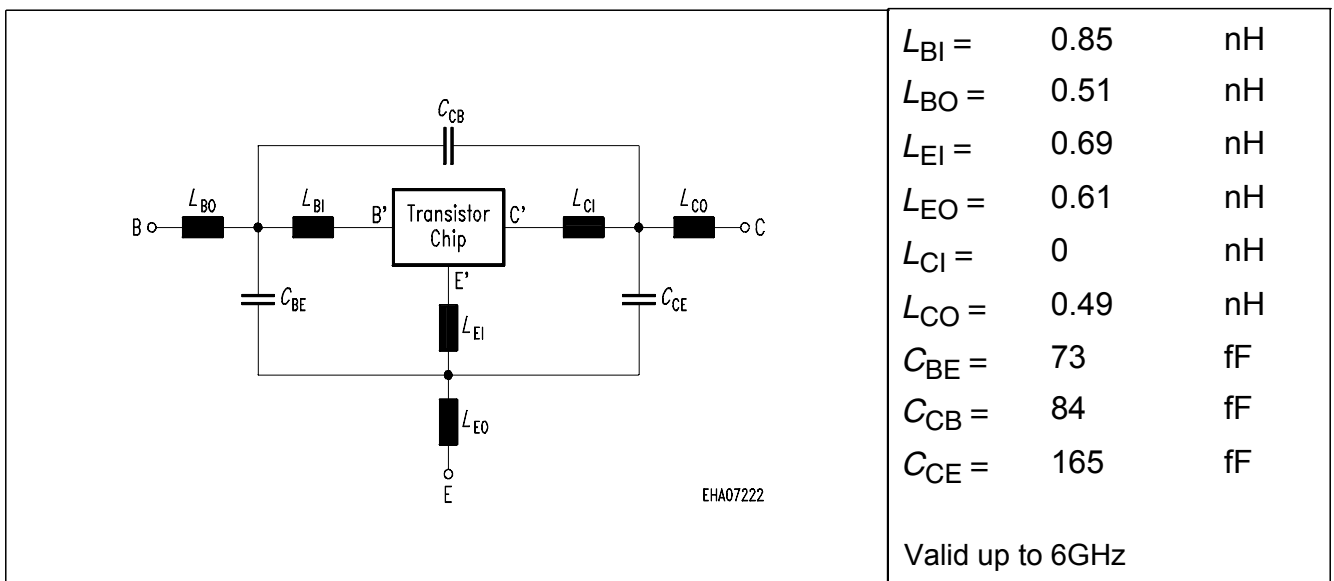 C_CB
L_BO
L_BI
B'
Transistor
Chip
C'
L_CI
L_CO
B
C
E'
C_BE
C_CE
L_EI
L_EO
E
EHA07222
L_BI = 0.85 nH
L_BO = 0.51 nH
L_EI = 0.69 nH
L_EO = 0.61 nH
L_CI = 0 nH
L_CO = 0.49 nH
C_BE = 73 fF
C_CB = 84 fF
C_CE = 165 fF
Valid up to 6GHz